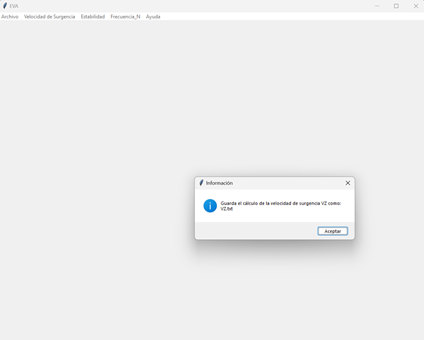 EVA
Archivo Velocidad de Surgencia Estabilidad Frecuencia_N Ayuda
Información
Guarda el cálculo de la velocidad de surgencia VZ como:
VZ.txt
Aceptar